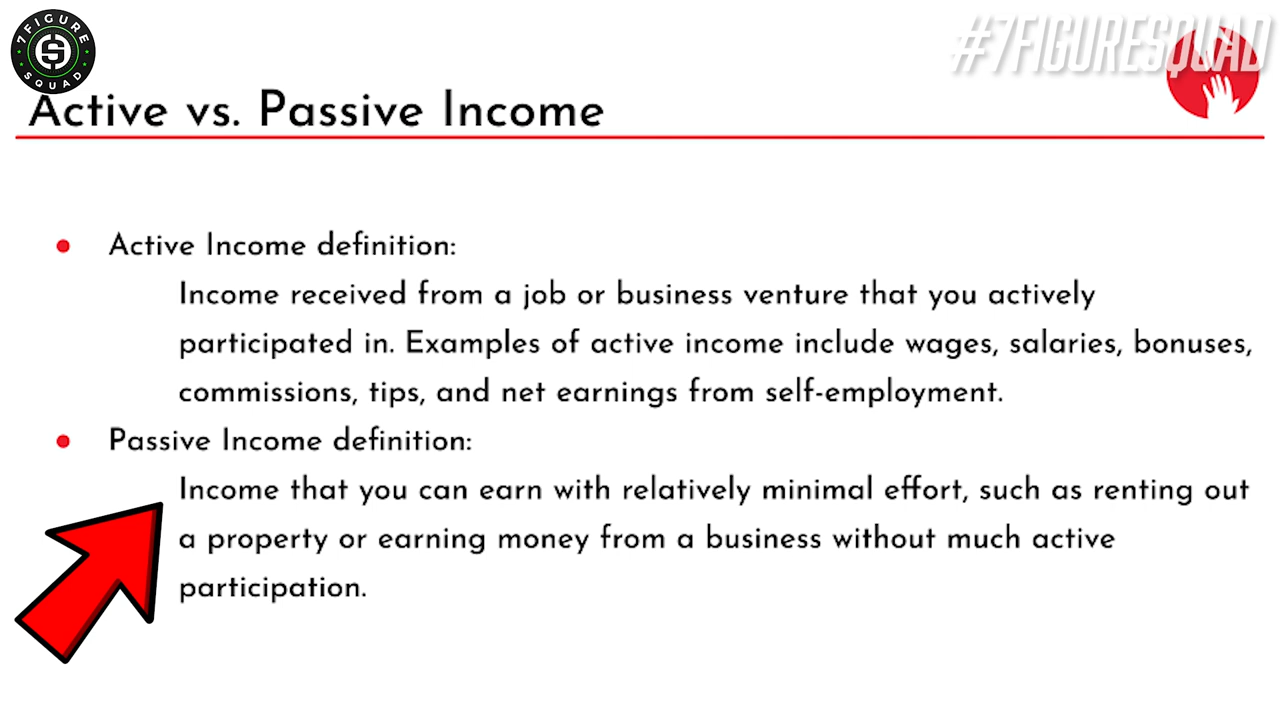 7FIGURE
SQUAD
#7FIGURESQUAD
Active vs. Passive Income
Active Income definition:
Income received from a job or business venture that you actively
participated in. Examples of active income include wages, salaries, bonuses,
commissions, tips, and net earnings from self-employment.
Passive Income definition:
Income that you can earn with relatively minimal effort, such as renting out
a property or earning money from a business without much active
participation.